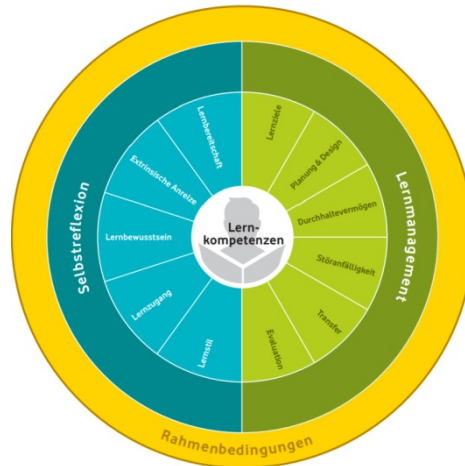 Selbstreflexion
Lernbereitschaft
Extrinsische Anreize
Lernbewusstsein
Lernzugang
Lernstil
Lern-
kompetenzen
Lernziele
Planung & Design
Durchhaltevermögen
Störanfälligkeit
Transfer
Evaluation
Lernmanagement
Rahmenbedingungen